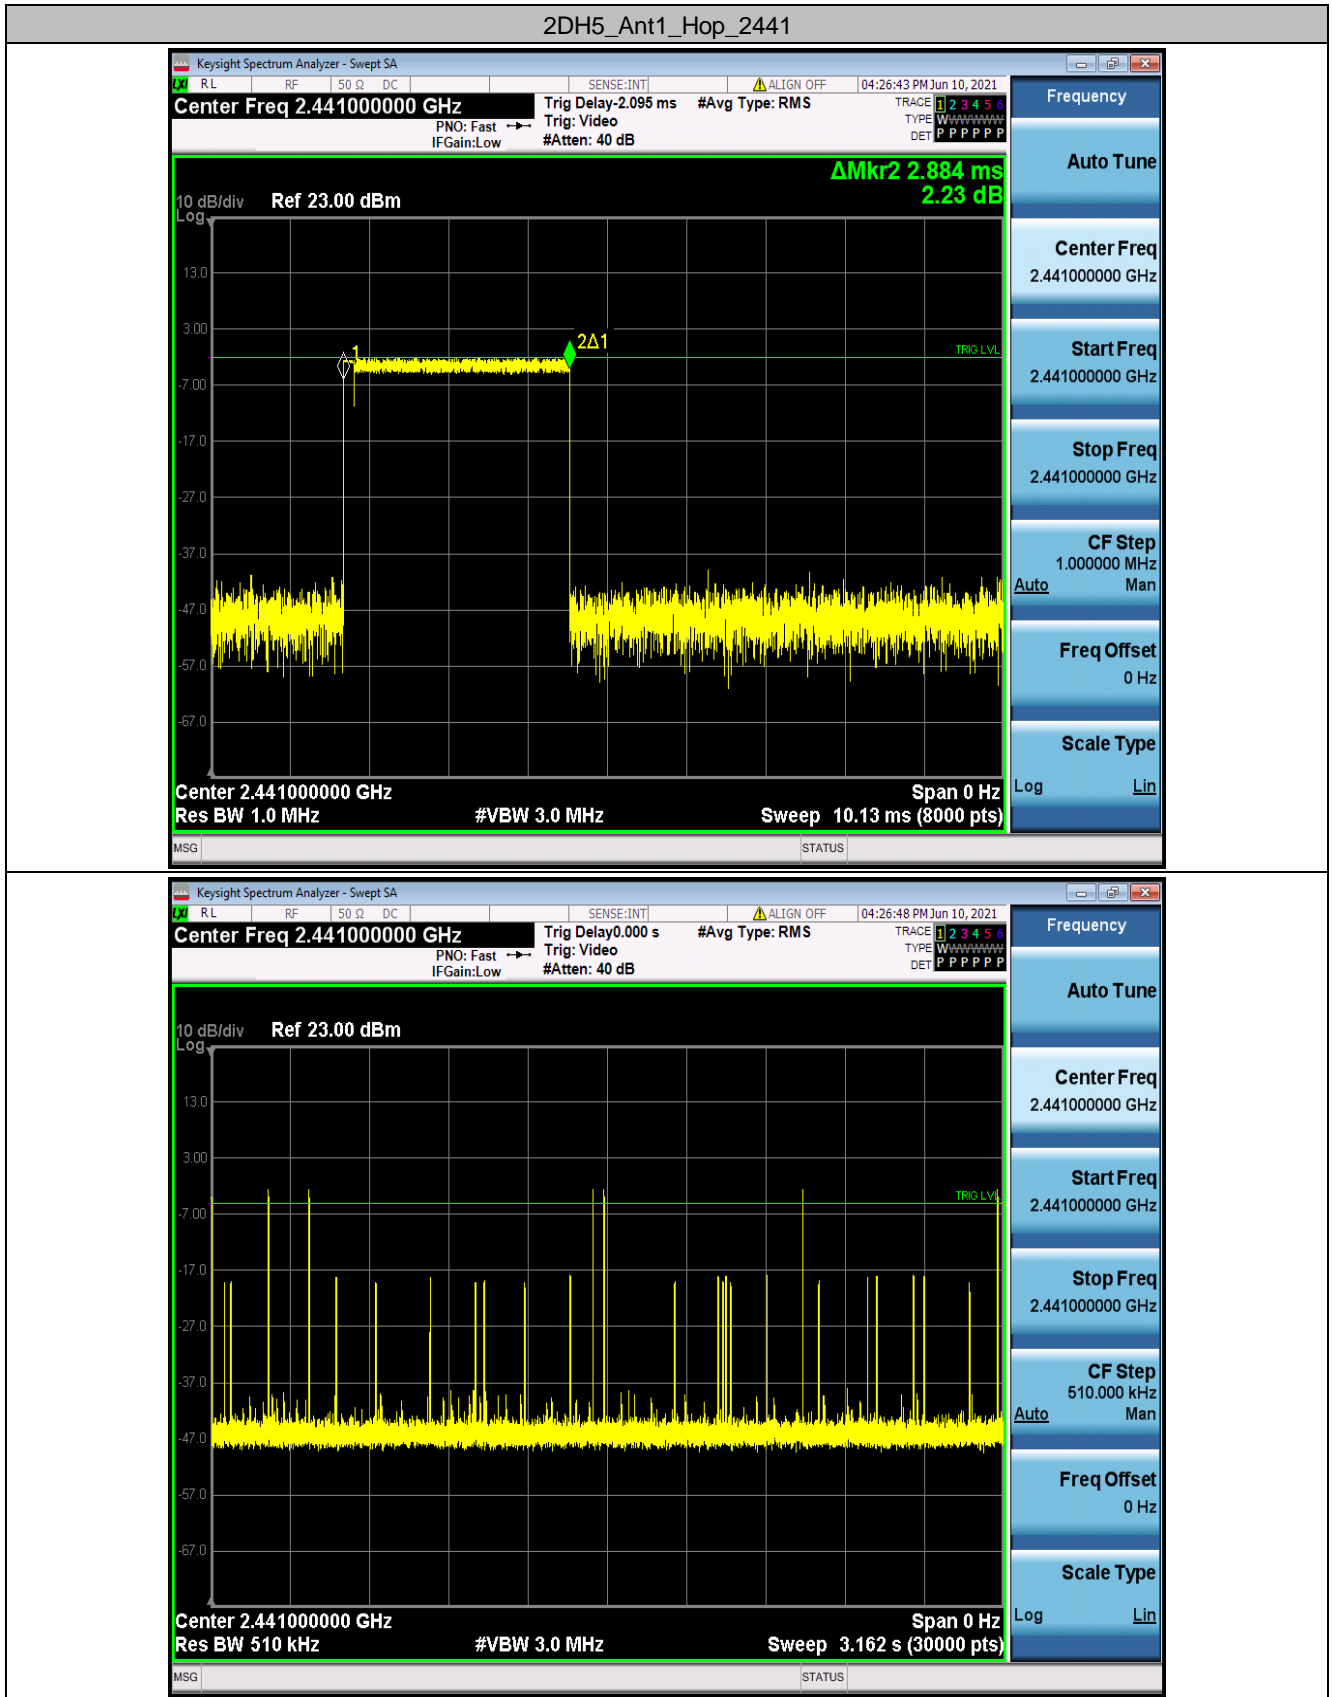 2DH5_Ant1_Hop_2441
Keysight Spectrum Analyzer - Swept SA
LXI RL RF 50 Ω DC SENSE:INT ALIGN OFF 04:26:43 PM Jun 10, 2021
Center Freq 2.441000000 GHz
PNO: Fast
IFGain:Low
Trig Delay-2.095 ms
Trig: Video
#Atten: 40 dB
#Avg Type: RMS
TRACE 1 2 3 4 5 6
TYPE WWWWWW
DET P P P P P P
ΔMkr2 2.884 ms
2.23 dB
10 dB/div Ref 23.00 dBm
Log
13.0
3.00
1
2Δ1
TRIG LVL
-7.00
-17.0
-27.0
-37.0
-47.0
-57.0
-67.0
Center 2.441000000 GHz Span 0 Hz
Res BW 1.0 MHz #VBW 3.0 MHz Sweep 10.13 ms (8000 pts)
MSG STATUS
Frequency
Auto Tune
Center Freq
2.441000000 GHz
Start Freq
2.441000000 GHz
Stop Freq
2.441000000 GHz
CF Step
1.000000 MHz
Auto Man
Freq Offset
0 Hz
Scale Type
Log Lin
Keysight Spectrum Analyzer - Swept SA
LXI RL RF 50 Ω DC SENSE:INT ALIGN OFF 04:26:48 PM Jun 10, 2021
Center Freq 2.441000000 GHz
PNO: Fast
IFGain:Low
Trig Delay0.000 s
Trig: Video
#Atten: 40 dB
#Avg Type: RMS
TRACE 1 2 3 4 5 6
TYPE WWWWWW
DET P P P P P P
10 dB/div Ref 23.00 dBm
Log
13.0
3.00
TRIG LVL
-7.00
-17.0
-27.0
-37.0
-47.0
-57.0
-67.0
Center 2.441000000 GHz Span 0 Hz
Res BW 510 kHz #VBW 3.0 MHz Sweep 3.162 s (30000 pts)
MSG STATUS
Frequency
Auto Tune
Center Freq
2.441000000 GHz
Start Freq
2.441000000 GHz
Stop Freq
2.441000000 GHz
CF Step
510.000 kHz
Auto Man
Freq Offset
0 Hz
Scale Type
Log Lin